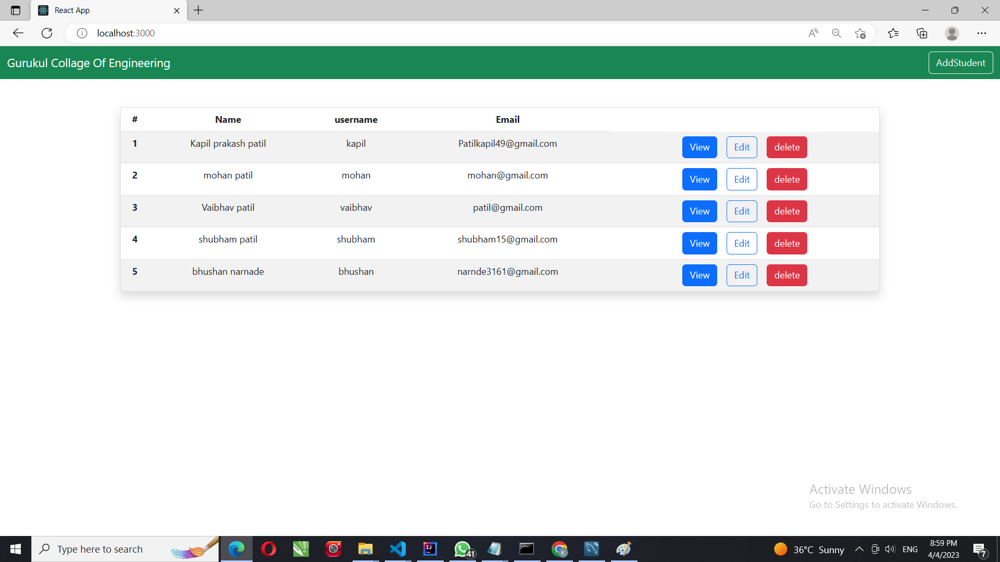 React App
localhost:3000
Gurukul Collage Of Engineering
AddStudent
# Name username Email
1 Kapil prakash patil kapil Patilkapil49@gmail.com View Edit delete
2 mohan patil mohan mohan@gmail.com View Edit delete
3 Vaibhav patil vaibhav patil@gmail.com View Edit delete
4 shubham patil shubham shubham15@gmail.com View Edit delete
5 bhushan narnade bhushan narnde3161@gmail.com View Edit delete
Activate Windows
Go to Settings to activate Windows.
Type here to search
IJ
41
K
36°C Sunny
ENG
8:59 PM
4/4/2023
7